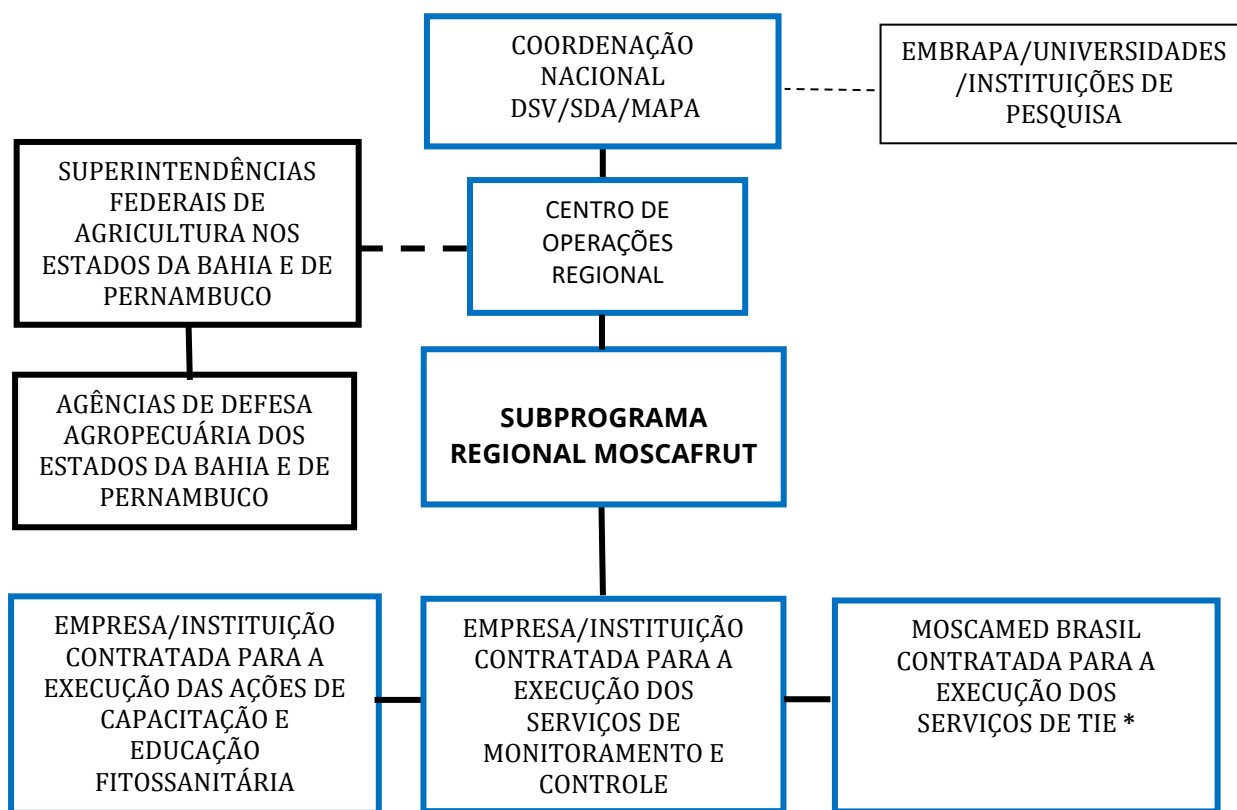 COORDENAÇÃO
NACIONAL
DSV/SDA/MAPA
EMBRAPA/UNIVERSIDADES
/INSTITUIÇÕES DE
PESQUISA
SUPERINTENDÊNCIAS
FEDERAIS DE
AGRICULTURA NOS
ESTADOS DA BAHIA E DE
PERNAMBUCO
CENTRO DE
OPERAÇÕES
REGIONAL
AGÊNCIAS DE DEFESA
AGROPECUÁRIA DOS
ESTADOS DA BAHIA E DE
PERNAMBUCO
SUBPROGRAMA
REGIONAL MOSCAFRUT
EMPRESA/INSTITUIÇÃO
CONTRATADA PARA A
EXECUÇÃO DAS AÇÕES DE
CAPACITAÇÃO E
EDUCAÇÃO
FITOSSANITÁRIA
EMPRESA/INSTITUIÇÃO
CONTRATADA PARA A
EXECUÇÃO DOS
SERVIÇOS DE
MONITORAMENTO E
CONTROLE
MOSCAMED BRASIL
CONTRATADA PARA A
EXECUÇÃO DOS
SERVIÇOS DE TIE *